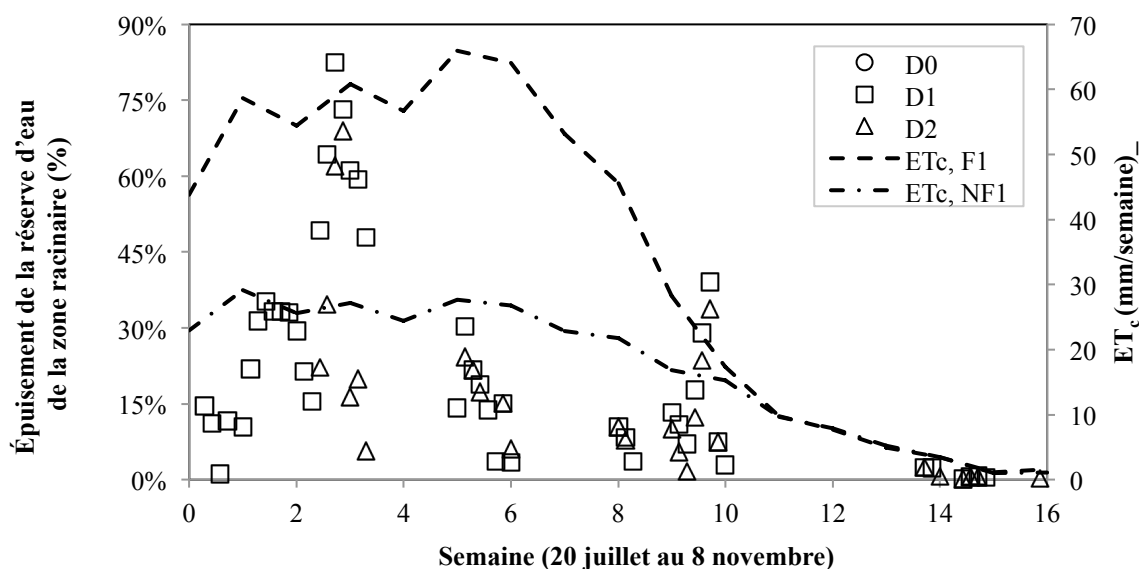 90%
75%
60%
45%
30%
15%
0%
Épuisement de la réserve d’eau
de la zone racinaire (%)
70
60
50
40
30
20
10
0
ETc (mm/semaine)_
D0
D1
D2
ETc, F1
ETc, NF1
0 2 4 6 8 10 12 14 16
Semaine (20 juillet au 8 novembre)